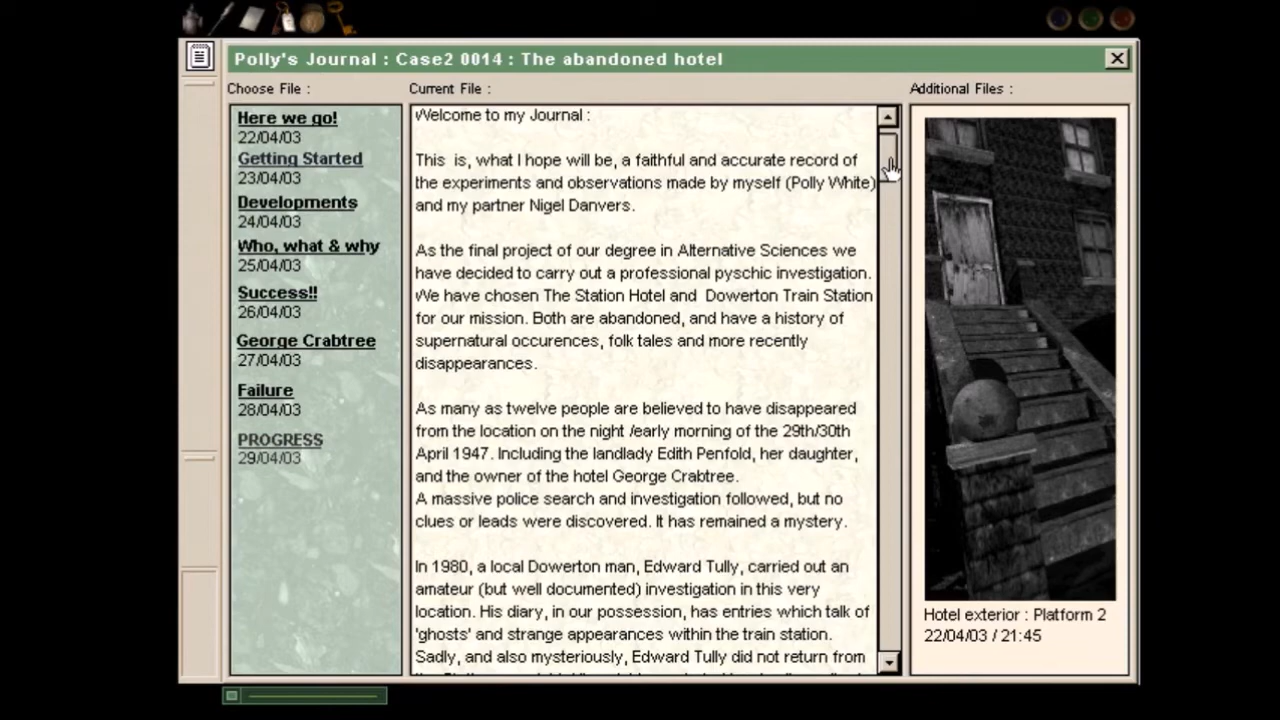 Polly's Journal : Case2 0014 : The abandoned hotel
Choose File :
Current File :
Additional Files :
Here we go!
22/04/03
Getting Started
23/04/03
Developments
24/04/03
Who, what & why
25/04/03
Success!!
26/04/03
George Crabtree
27/04/03
Failure
28/04/03
PROGRESS
29/04/03
Welcome to my Journal :
This is, what I hope will be, a faithful and accurate record of
the experiments and observations made by myself (Polly White)
and my partner Nigel Danvers.
As the final project of our degree in Alternative Sciences we
have decided to carry out a professional pyschic investigation.
We have chosen The Station Hotel and Dowerton Train Station
for our mission. Both are abandoned, and have a history of
supernatural occurences, folk tales and more recently
disappearances.
As many as twelve people are believed to have disappeared
from the location on the night /early morning of the 29th/30th
April 1947. Including the landlady Edith Penfold, her daughter,
and the owner of the hotel George Crabtree.
A massive police search and investigation followed, but no
clues or leads were discovered. It has remained a mystery.
In 1980, a local Dowerton man, Edward Tully, carried out an
amateur (but well documented) investigation in this very
location. His diary, in our possession, has entries which talk of
'ghosts' and strange appearances within the train station.
Sadly, and also mysteriously, Edward Tully did not return from
Hotel exterior : Platform 2
22/04/03 / 21:45